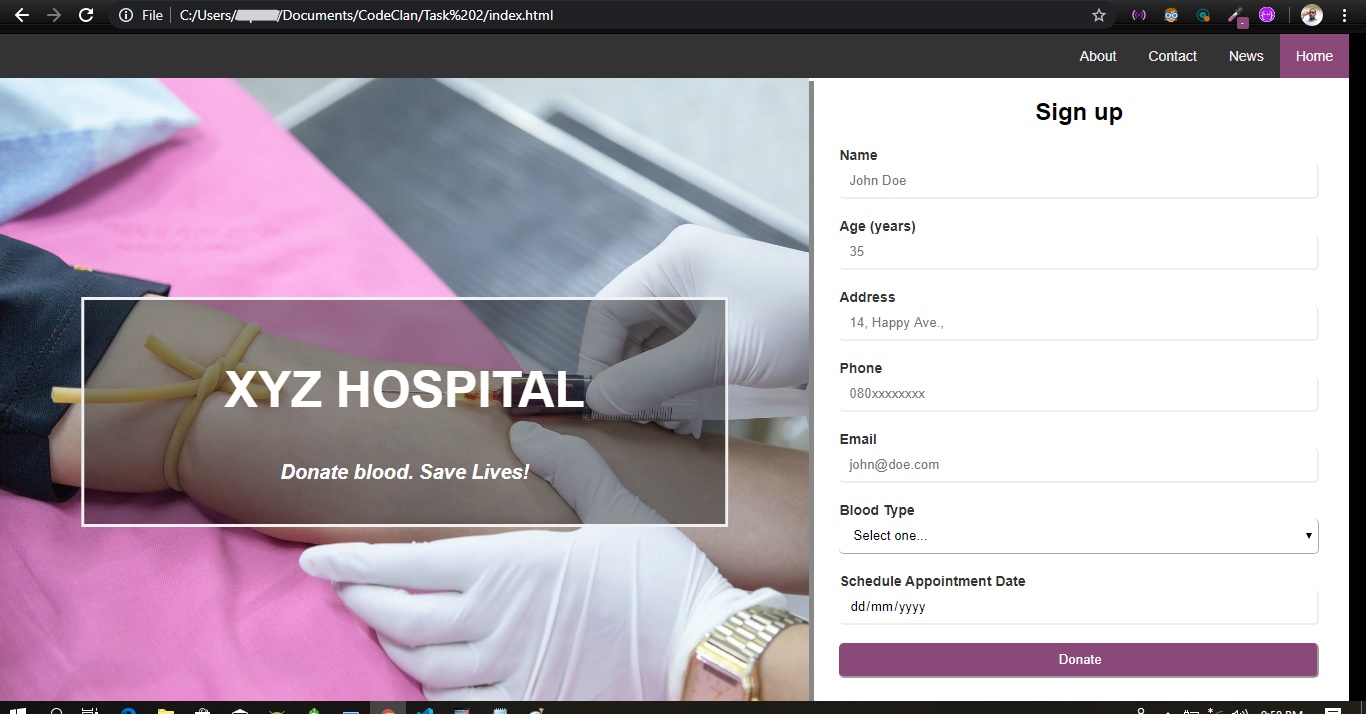 File
C:/Users/
/Documents/CodeClan/Task%202/index.html
About
Contact
News
Home
XYZ HOSPITAL
Donate blood. Save Lives!
Sign up
Name
John Doe
Age (years)
35
Address
14, Happy Ave.,
Phone
080xxxxxxxx
Email
john@doe.com
Blood Type
Select one...
Schedule Appointment Date
dd/mm/yyyy
Donate